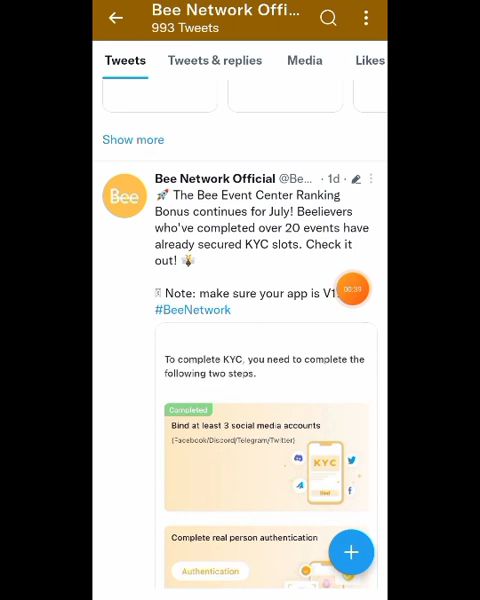 Bee Network Offi...
993 Tweets
Tweets
Tweets & replies
Media
Likes
Show more
Bee
Bee Network Official @Be... · 1d ·
🚀 The Bee Event Center Ranking
Bonus continues for July! Beelievers
who've completed over 20 events have
already secured KYC slots. Check it
out! 🐝
Note: make sure your app is V1
00:39
#BeeNetwork
To complete KYC, you need to complete the
following two steps.
Completed
Bind at least 3 social media accounts
(Facebook/Discord/Telegram/Twitter)
KYC
Complete real person authentication
Authentication